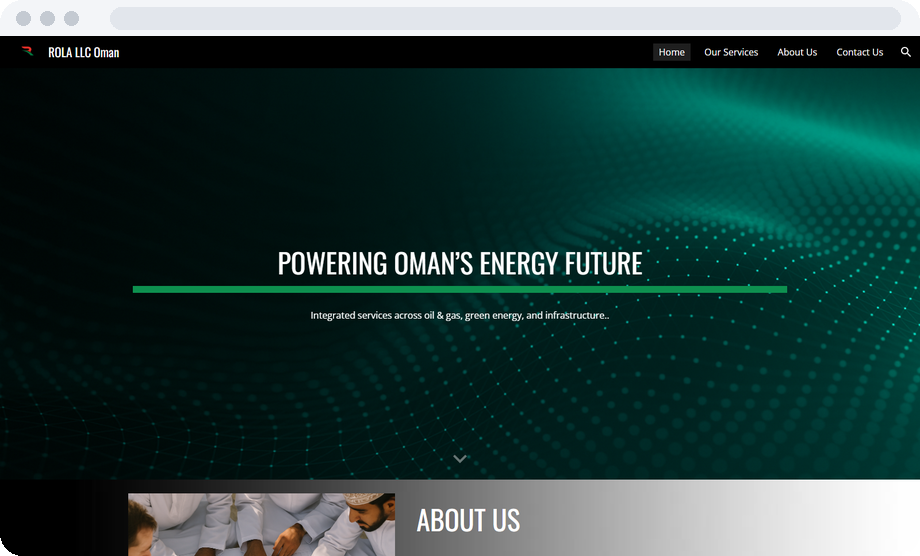 ROLA LLC Oman
Home
Our Services
About Us
Contact Us
POWERING OMAN’S ENERGY FUTURE
Integrated services across oil & gas, green energy, and infrastructure..
ABOUT US